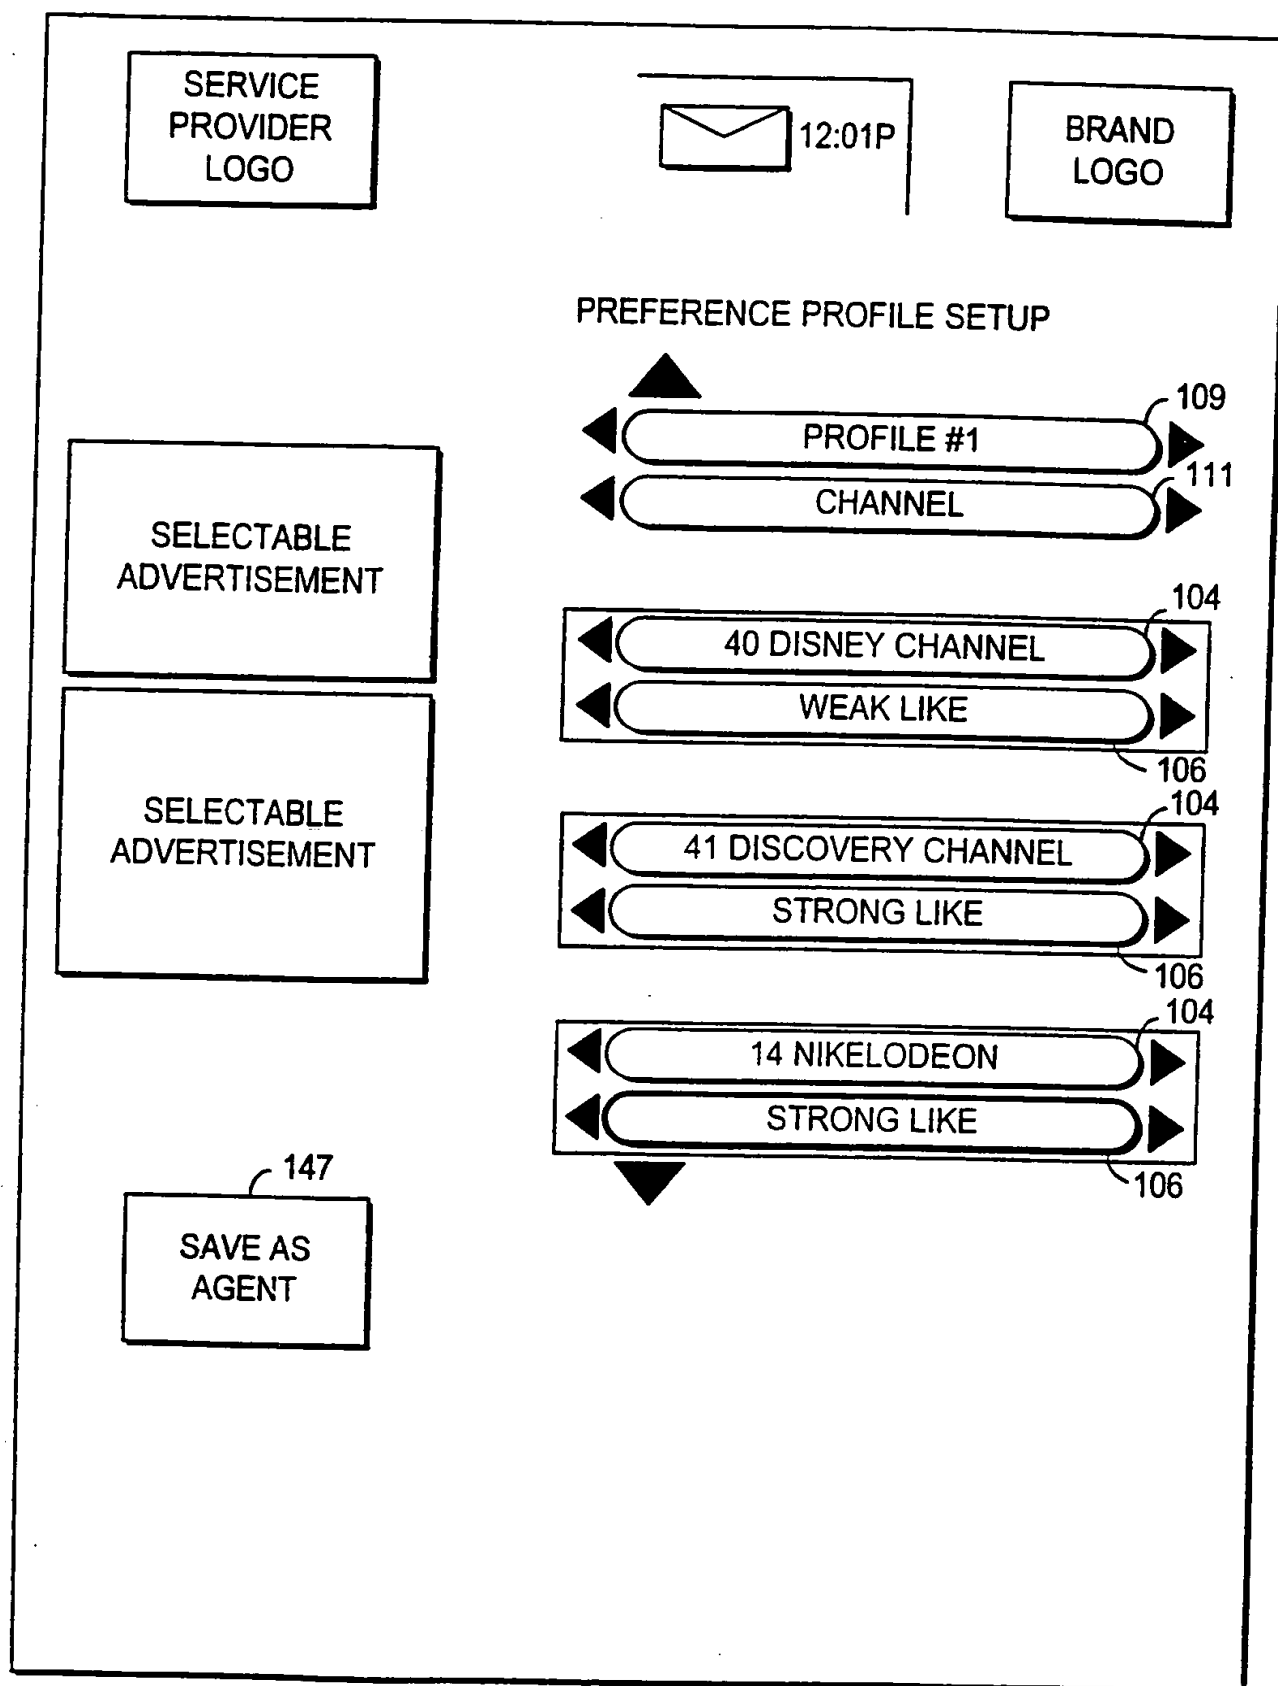 SERVICE
PROVIDER
LOGO
12:01P
BRAND
LOGO
PREFERENCE PROFILE SETUP
109
PROFILE #1
111
CHANNEL
SELECTABLE
ADVERTISEMENT
104
40 DISNEY CHANNEL
WEAK LIKE
106
SELECTABLE
ADVERTISEMENT
104
41 DISCOVERY CHANNEL
STRONG LIKE
106
104
14 NIKELODEON
STRONG LIKE
106
147
SAVE AS
AGENT